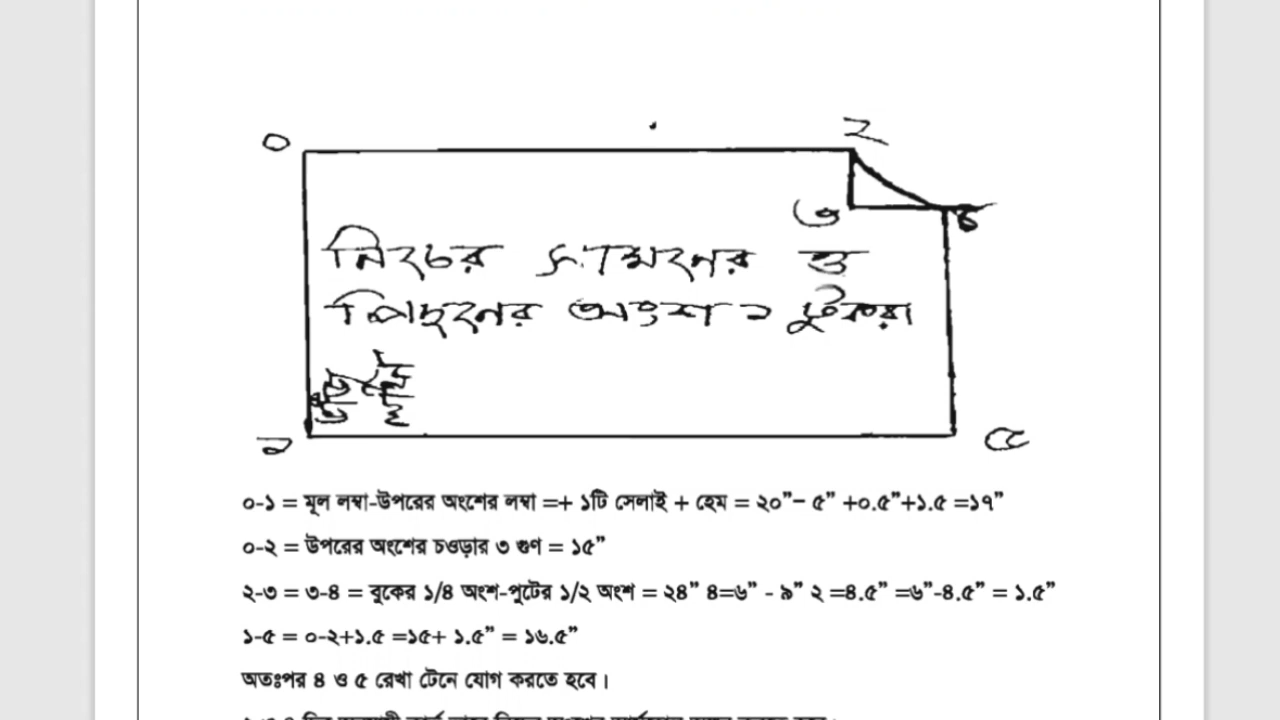 ০ ২
৩ ৪
নিচের সামনের ও
পিছনের অংশ ১ টুকরা
১ ৫
০-১ = মূল লম্বা-উপরের অংশের লম্বা =+ ১টি সেলাই + হেম = ২০”– ৫” +০.৫”+১.৫ =১৭”
০-২ = উপরের অংশের চওড়ার ৩ গুণ = ১৫”
২-৩ = ৩-৪ = বুকের ১/৪ অংশ-পুটের ১/২ অংশ = ২৪” ৪=৬” - ৯” ২ =৪.৫” =৬”-৪.৫” = ১.৫”
১-৫ = ০-২+১.৫ =১৫+ ১.৫” = ১৬.৫”
অতঃপর ৪ ও ৫ রেখা টেনে যোগ করতে হবে।